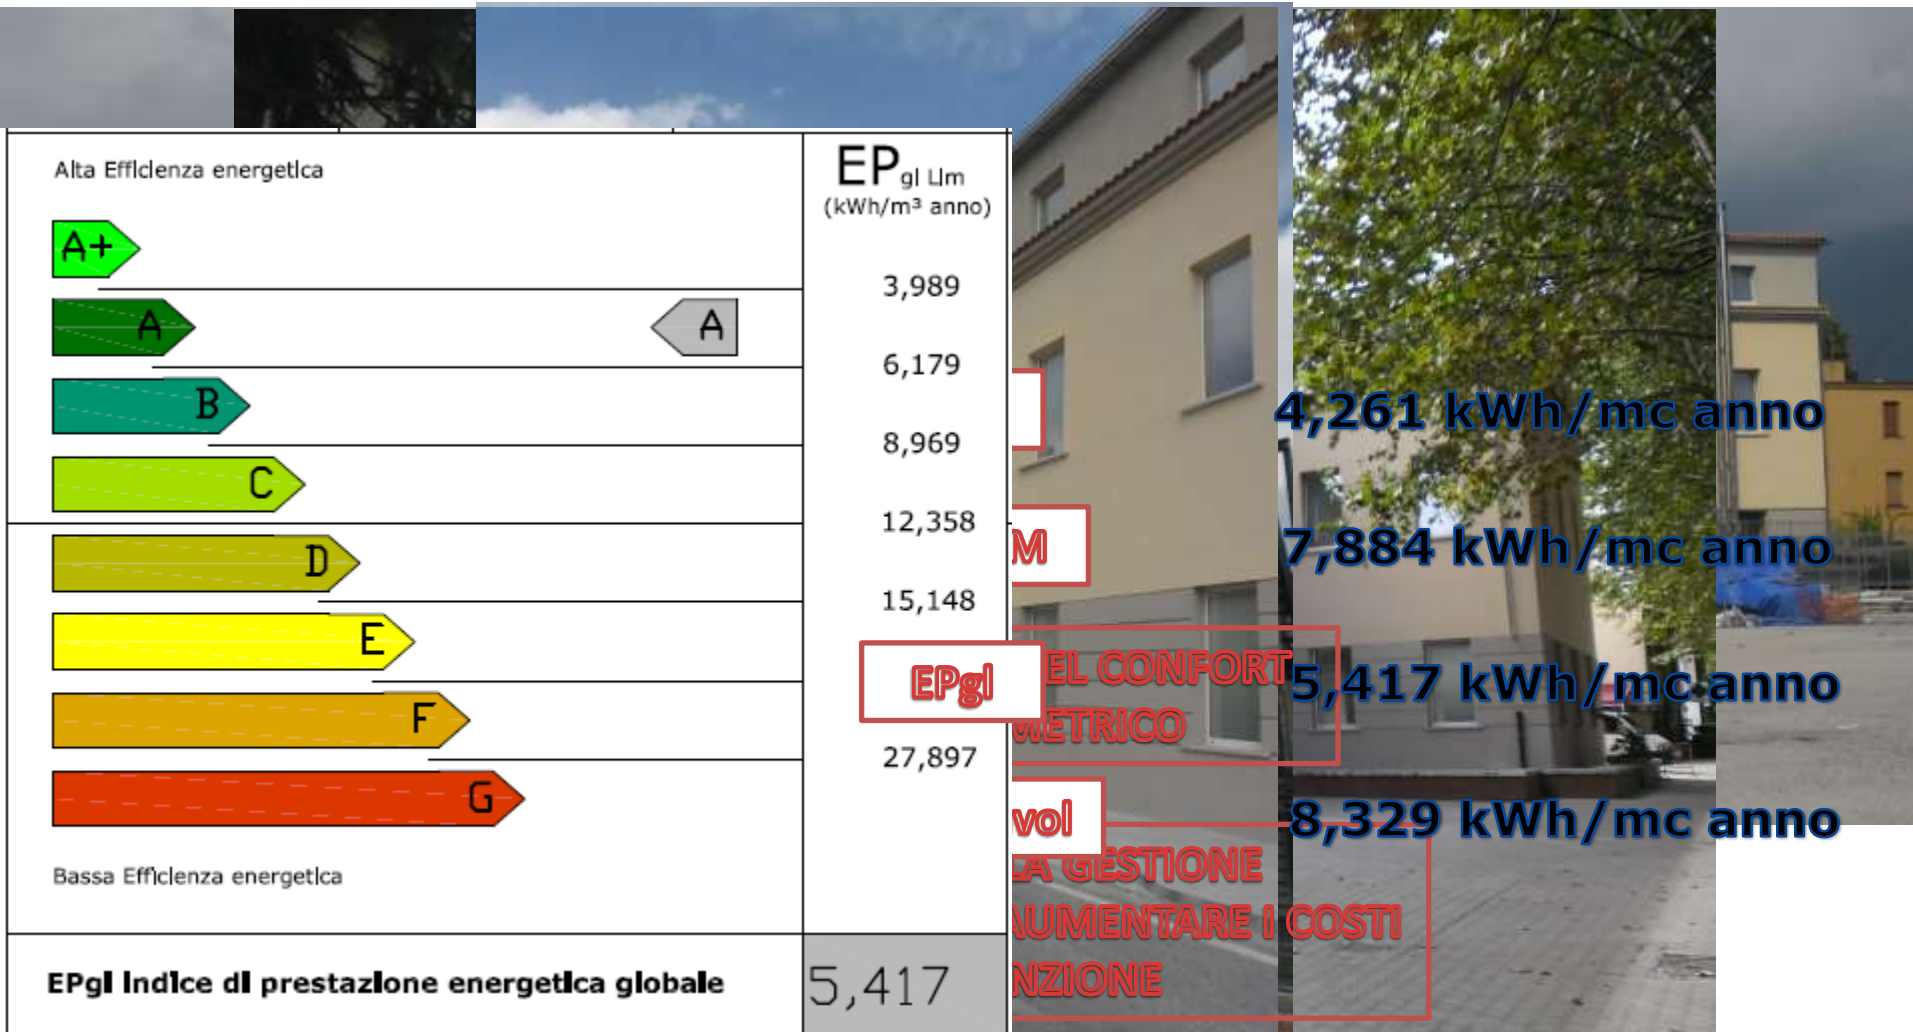 Alta Efficienza energetica
EPgl Lim
(kWh/m³ anno)
A+
3,989
A
A
6,179
B
8,969
C
12,358
D
15,148
E
F
27,897
G
Bassa Efficienza energetica
EPgl Indice di prestazione energetica globale
5,417
4,261 kWh/mc anno
M
7,884 kWh/mc anno
EPgl
5,417 kWh/mc anno
EL CONFORT
METRICO
vol
8,329 kWh/mc anno
LA GESTIONE
AUMENTARE I COSTI
NZIONE